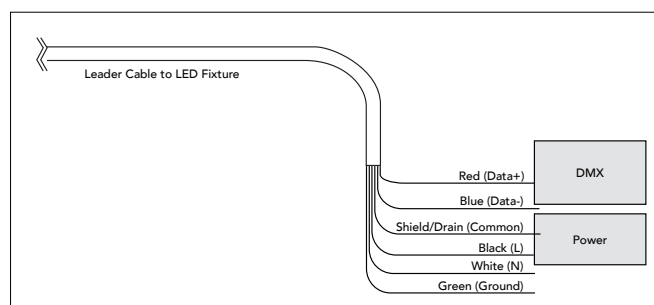 Leader Cable to LED Fixture
Red (Data+)
DMX
Blue (Data-)
Shield/Drain (Common)
Power
Black (L)
White (N)
Green (Ground)